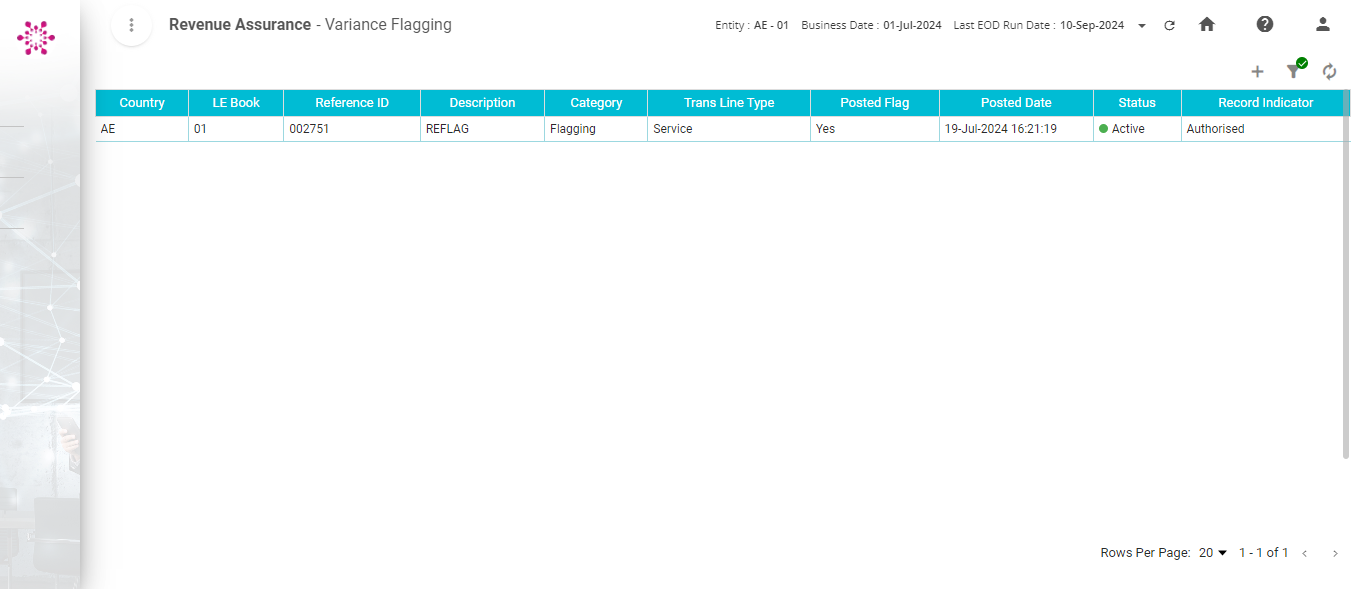 Revenue Assurance - Variance Flagging
Entity : AE - 01 Business Date : 01-Jul-2024 Last EOD Run Date : 10-Sep-2024
Country LE Book Reference ID Description Category Trans Line Type Posted Flag Posted Date Status Record Indicator
AE 01 002751 REFLAG Flagging Service Yes 19-Jul-2024 16:21:19 Active Authorised
Rows Per Page: 20 1 - 1 of 1